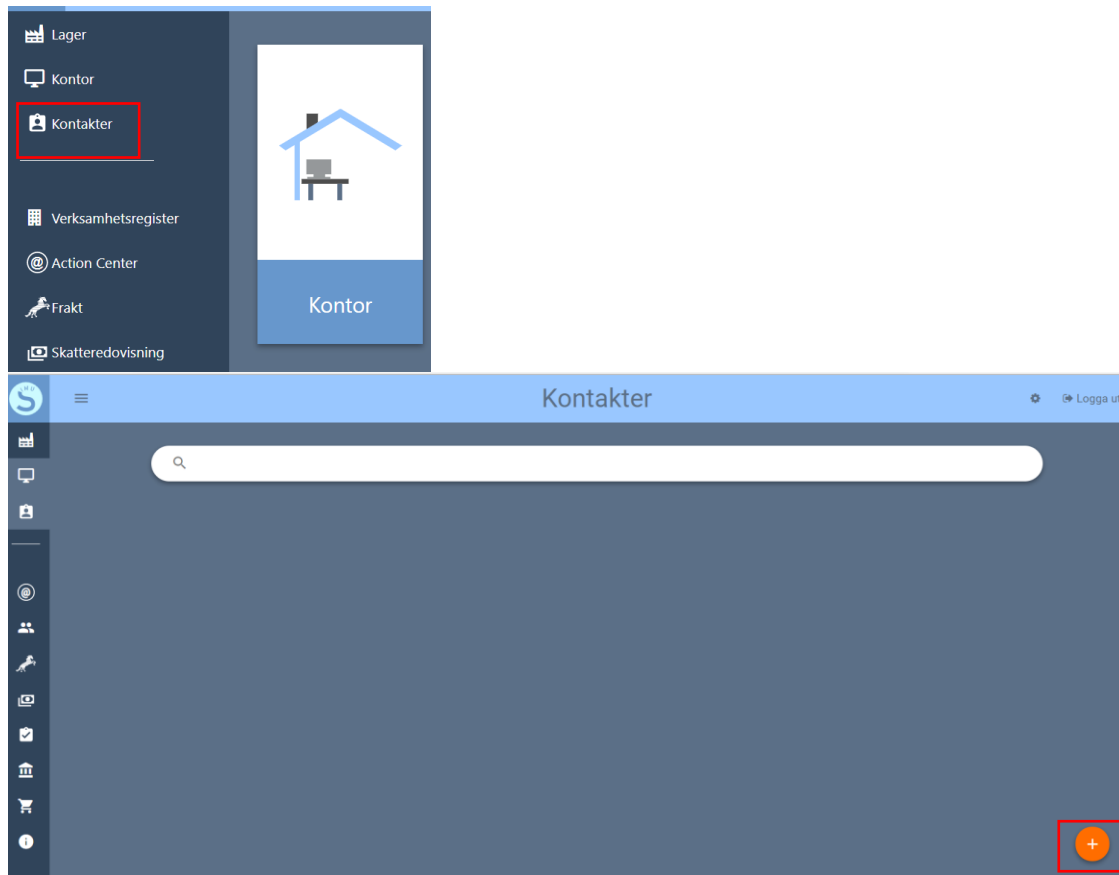 Lager
Kontor
Kontakter
Verksamhetsregister
Action Center
Frakt
Skatteredovisning
Kontor
Kontakter
Logga ut